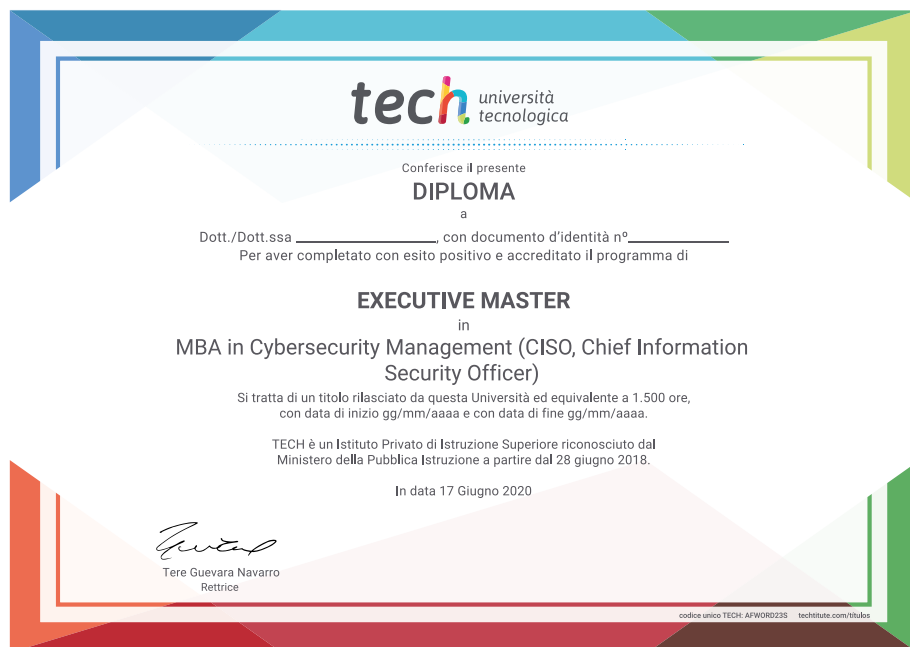 tech università
tecnologica
Conferisce il presente
DIPLOMA
a
Dott./Dott.ssa ________________, con documento d'identità nº____________
Per aver completato con esito positivo e accreditato il programma di
EXECUTIVE MASTER
in
MBA in Cybersecurity Management (CISO, Chief Information
Security Officer)
Si tratta di un titolo rilasciato da questa Università ed equivalente a 1.500 ore,
con data di inizio gg/mm/aaaa e con data di fine gg/mm/aaaa.
TECH è un Istituto Privato di Istruzione Superiore riconosciuto dal
Ministero della Pubblica Istruzione a partire dal 28 giugno 2018.
In data 17 Giugno 2020
Tere Guevara Navarro
Rettrice
codice unico TECH: AFWORD23S techtitute.com/titulos